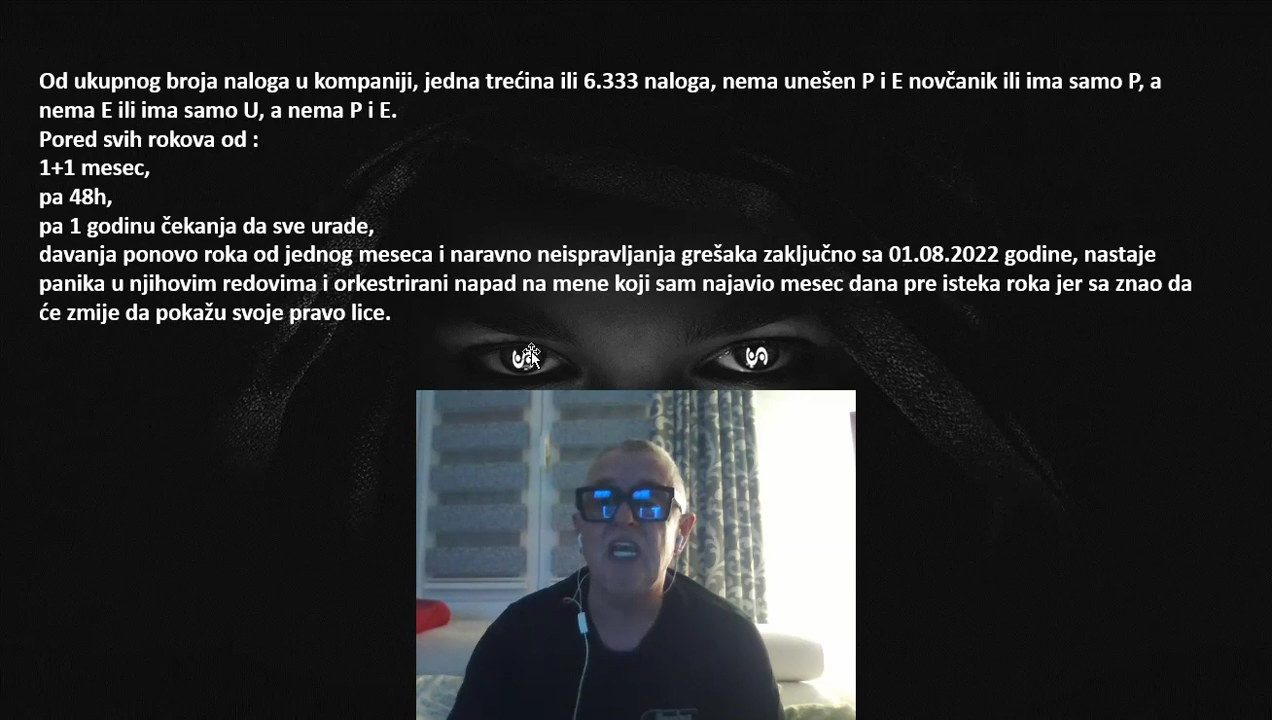 Od ukupnog broja naloga u kompaniji, jedna trećina ili 6.333 naloga, nema unešen P i E novčanik ili ima samo P, a
nema E ili ima samo U, a nema P i E.
Pored svih rokova od :
1+1 mesec,
pa 48h,
pa 1 godinu čekanja da sve urade,
davanja ponovo roka od jednog meseca i naravno neispravljanja grešaka zaključno sa 01.08.2022 godine, nastaje
panika u njihovim redovima i orkestrirani napad na mene koji sam najavio mesec dana pre isteka roka jer sa znao da
će zmije da pokažu svoje pravo lice.